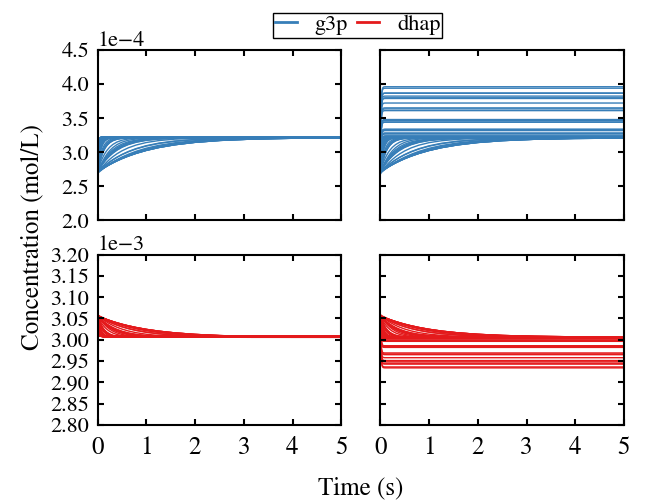 g3p dhap
1e−4
4.5
4.0
3.5
3.0
2.5
2.0
1e−3
3.20
3.15
3.10
3.05
3.00
2.95
2.90
2.85
2.80
0 1 2 3 4 5 0 1 2 3 4 5
Concentration (mol/L)
Time (s)